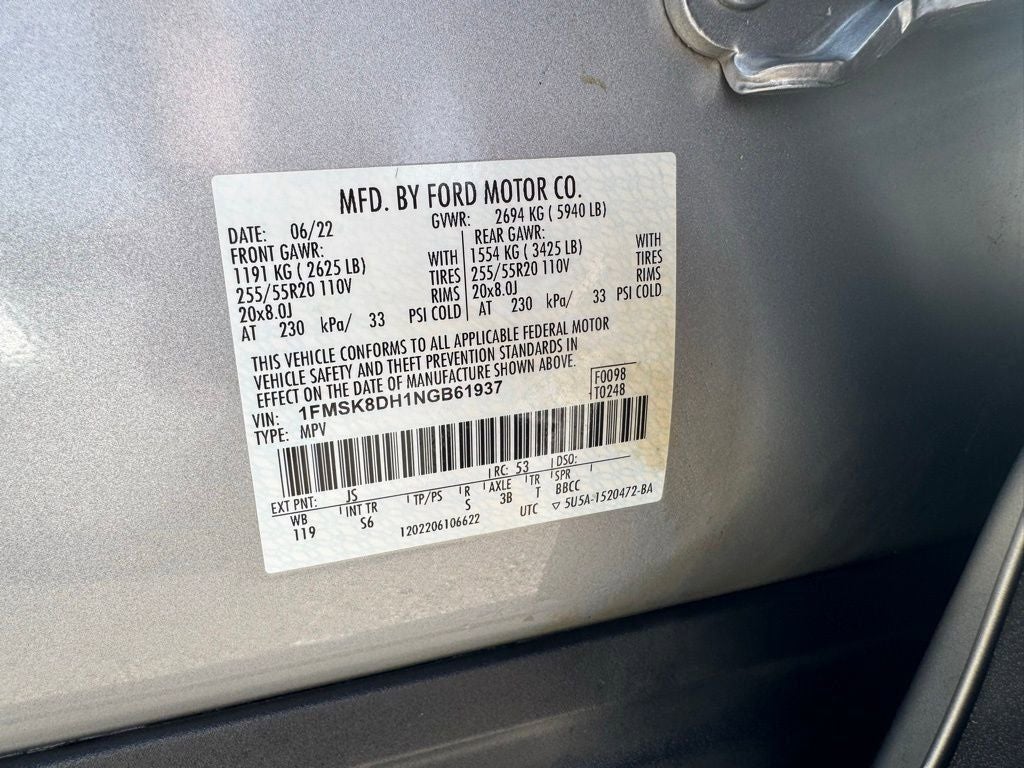 MFD. BY FORD MOTOR CO.
DATE: 06/22 GVWR: 2694 KG ( 5940 LB)
FRONT GAWR: REAR GAWR:
1191 KG ( 2625 LB) WITH 1554 KG ( 3425 LB) WITH
255/55R20 110V TIRES 255/55R20 110V TIRES
20x8.0J RIMS 20x8.0J RIMS
AT 230 kPa/ 33 PSI COLD AT 230 kPa/ 33 PSI COLD
THIS VEHICLE CONFORMS TO ALL APPLICABLE FEDERAL MOTOR
VEHICLE SAFETY AND THEFT PREVENTION STANDARDS IN
EFFECT ON THE DATE OF MANUFACTURE SHOWN ABOVE.
VIN: 1FMSK8DH1NGB61937 F0098
TYPE: MPV T0248
EXT PNT: JS RC: 53 DSO:
WB INT TR TP/PS R AXLE TR SPR
119 S6 S 3B T BBCC
1202206106622 UTC ▽ 5U5A-1520472-BA